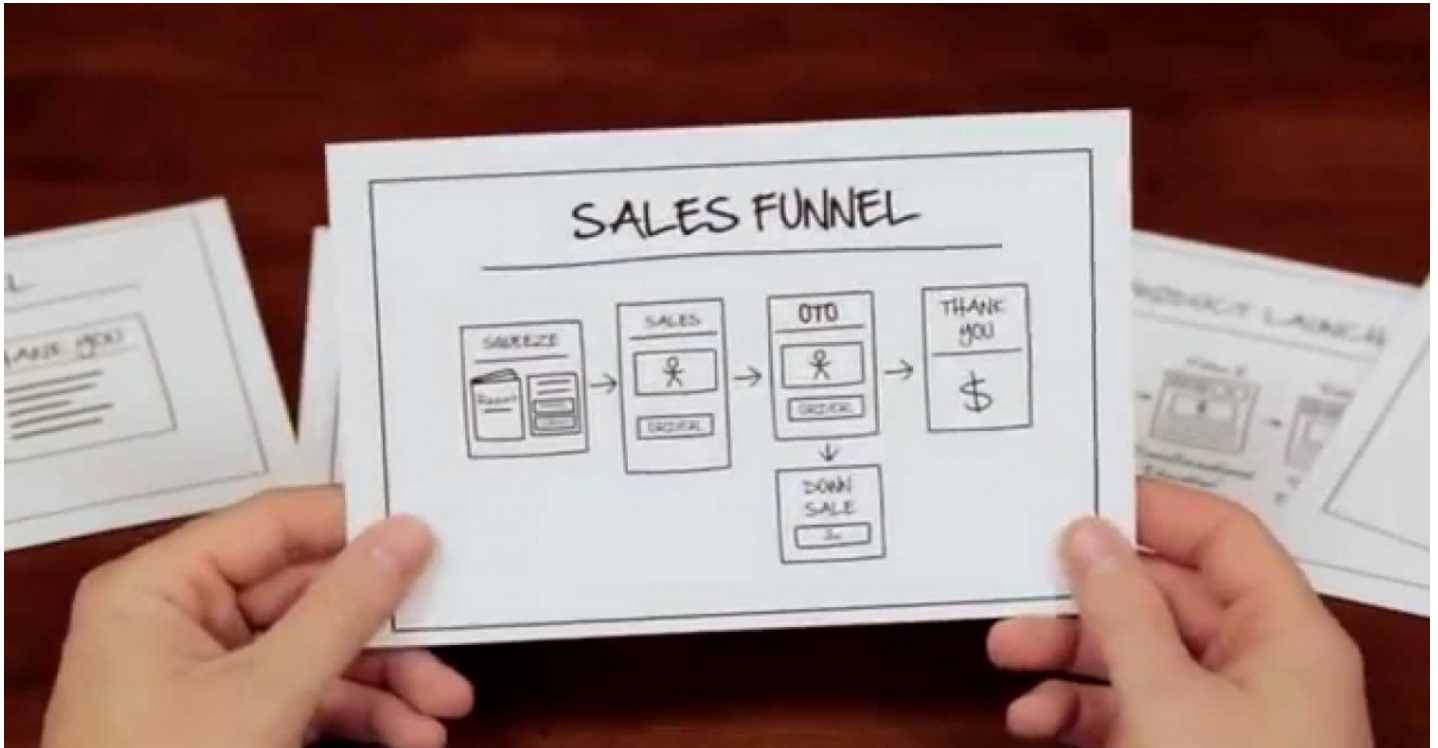 SALES FUNNEL
SQUEEZE
Report
SALES
ORDER
OTO
ORDER
THANK
YOU
$
DOWN
SALE
THANK YOU
PRODUCT LAUNCH